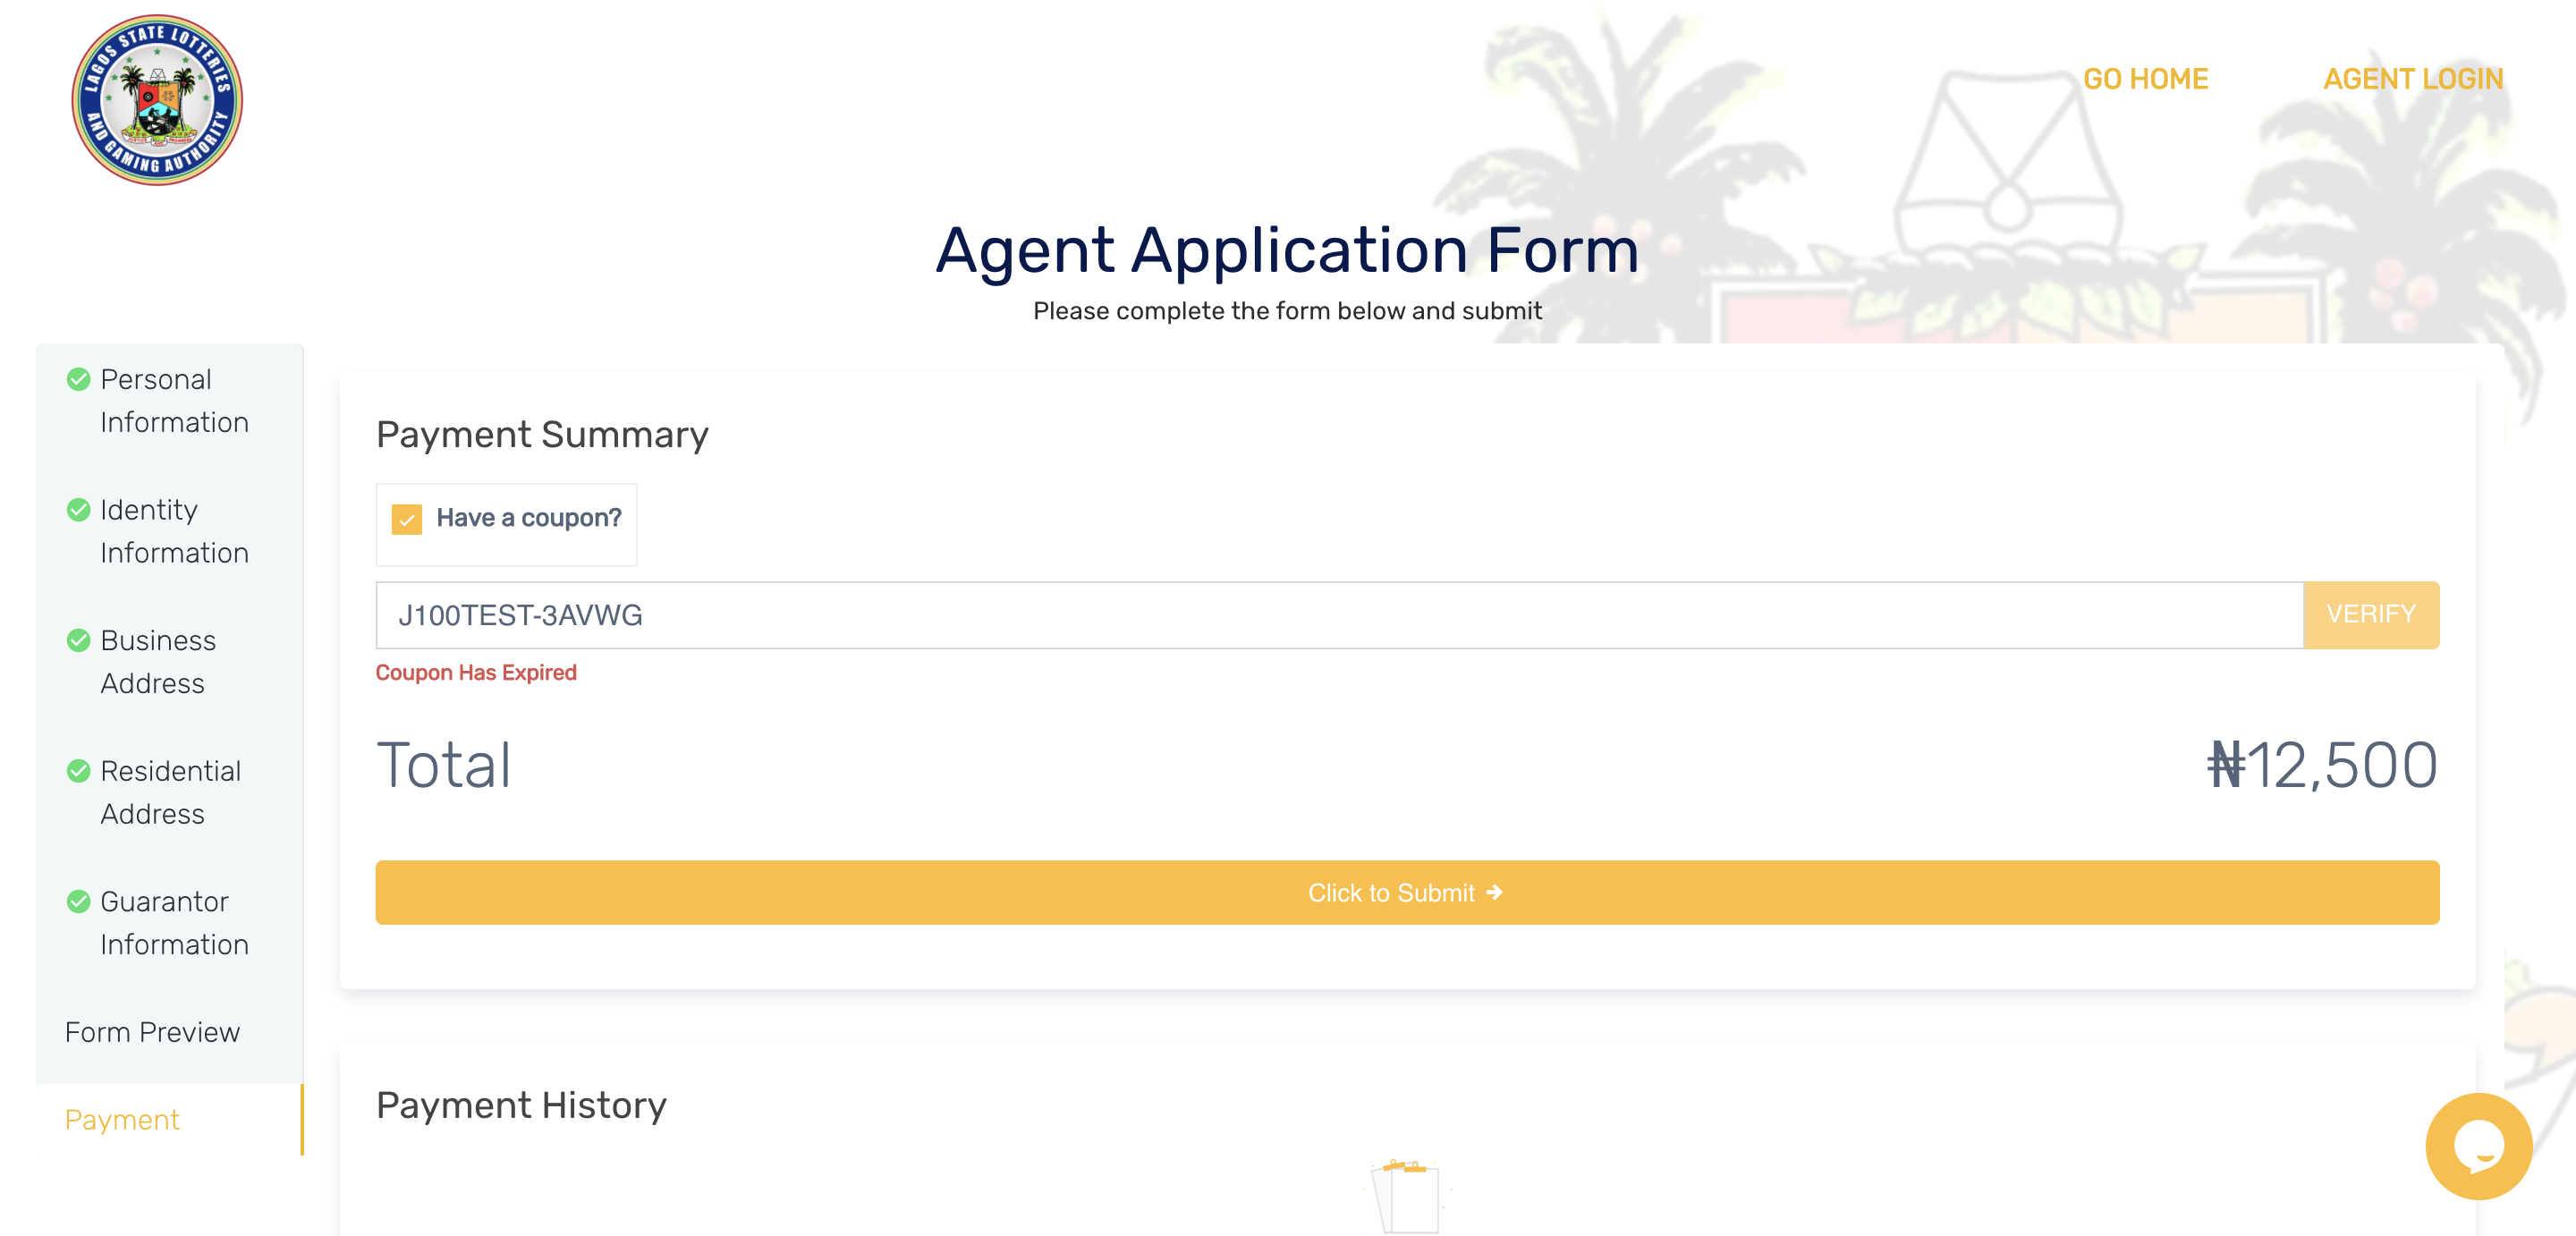 LAGOS STATE LOTTERIES
AND GAMING AUTHORITY
GO HOME
AGENT LOGIN
Agent Application Form
Please complete the form below and submit
Personal
Information
Identity
Information
Business
Address
Residential
Address
Guarantor
Information
Form Preview
Payment
Payment Summary
Have a coupon?
J100TEST-3AVWG
VERIFY
Coupon Has Expired
Total
₦12,500
Click to Submit
Payment History